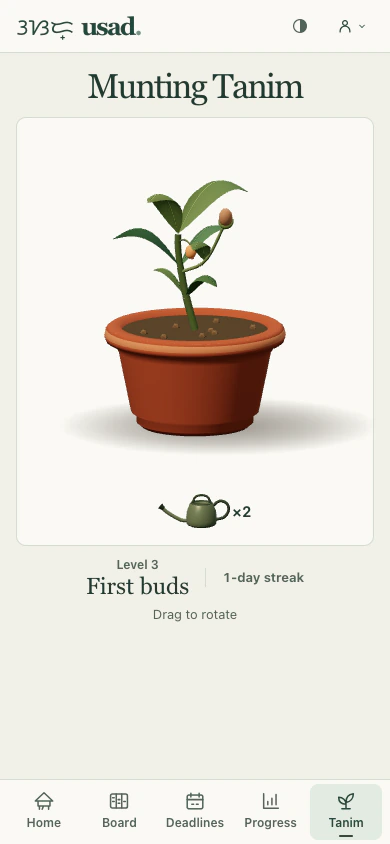 ᜂᜐᜇ᜔ usad.
Munting Tanim
×2
Level 3
First buds
1-day streak
Drag to rotate
Home
Board
Deadlines
Progress
Tanim